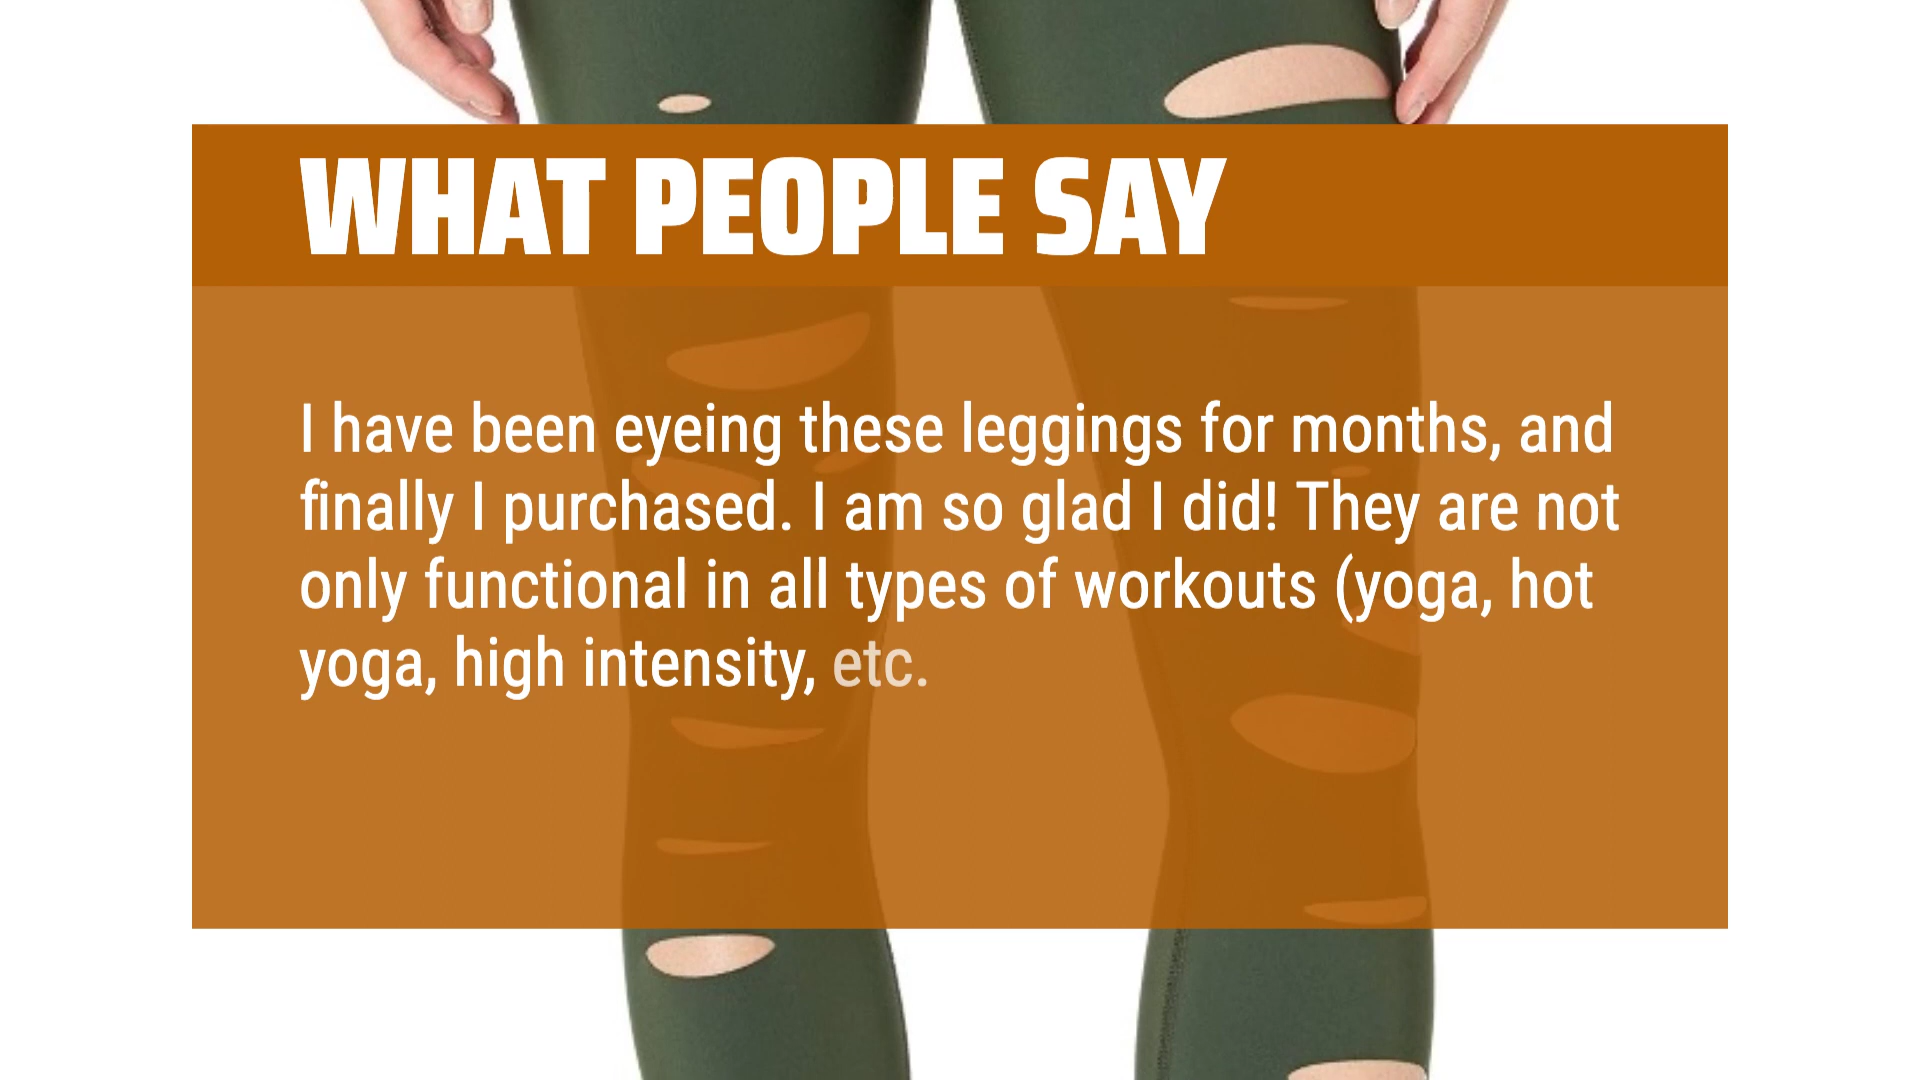 WHAT PEOPLE SAY
I have been eyeing these leggings for months, and
finally I purchased. I am so glad I did! They are not
only functional in all types of workouts (yoga, hot
yoga, high intensity, etc.